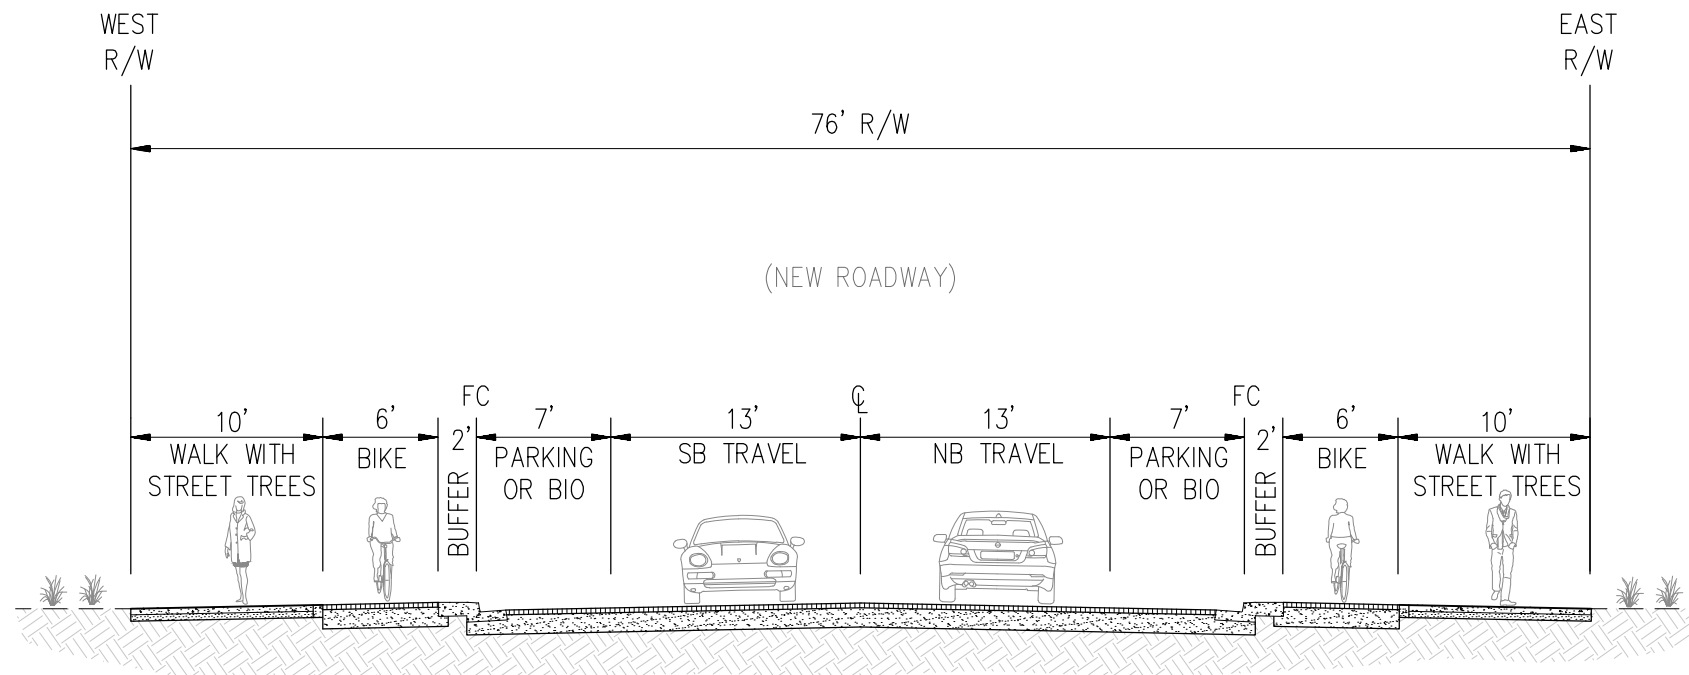 WEST
R/W
EAST
R/W
76' R/W
(NEW ROADWAY)
FC
℄
FC
10'
6'
2'
7'
13'
13'
7'
2'
6'
10'
WALK WITH
STREET TREES
BIKE
BUFFER
PARKING
OR BIO
SB TRAVEL
NB TRAVEL
PARKING
OR BIO
BUFFER
BIKE
WALK WITH
STREET TREES